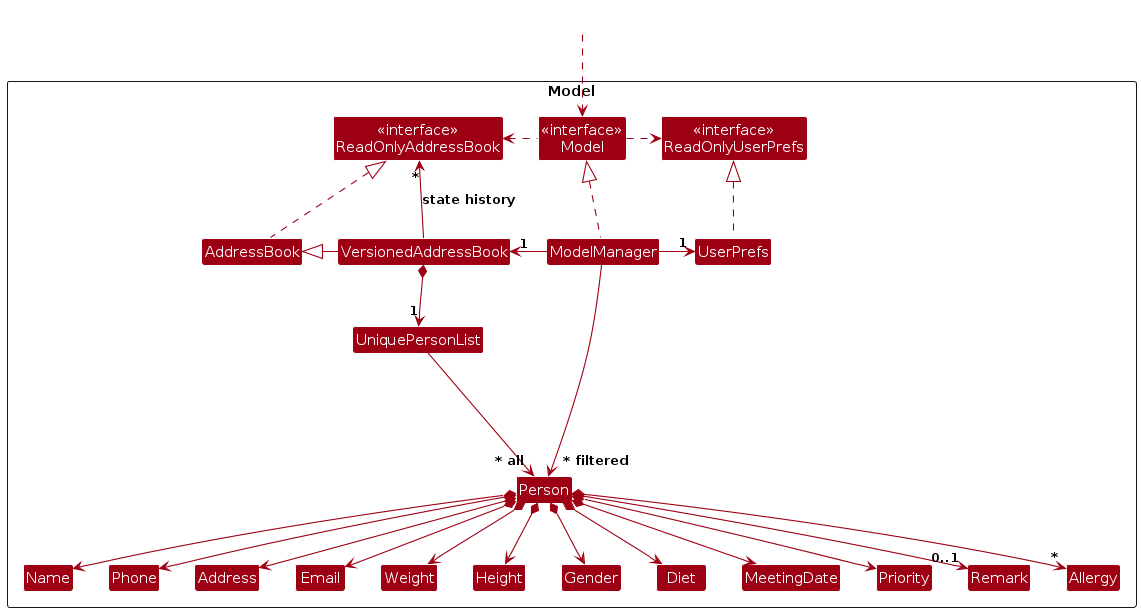 Model
«interface»
ReadOnlyAddressBook
«interface»
Model
«interface»
ReadOnlyUserPrefs
*
state history
AddressBook
VersionedAddressBook
1
ModelManager
1
UserPrefs
1
UniquePersonList
* all
* filtered
Person
0..1
*
Name
Phone
Address
Email
Weight
Height
Gender
Diet
MeetingDate
Priority
Remark
Allergy